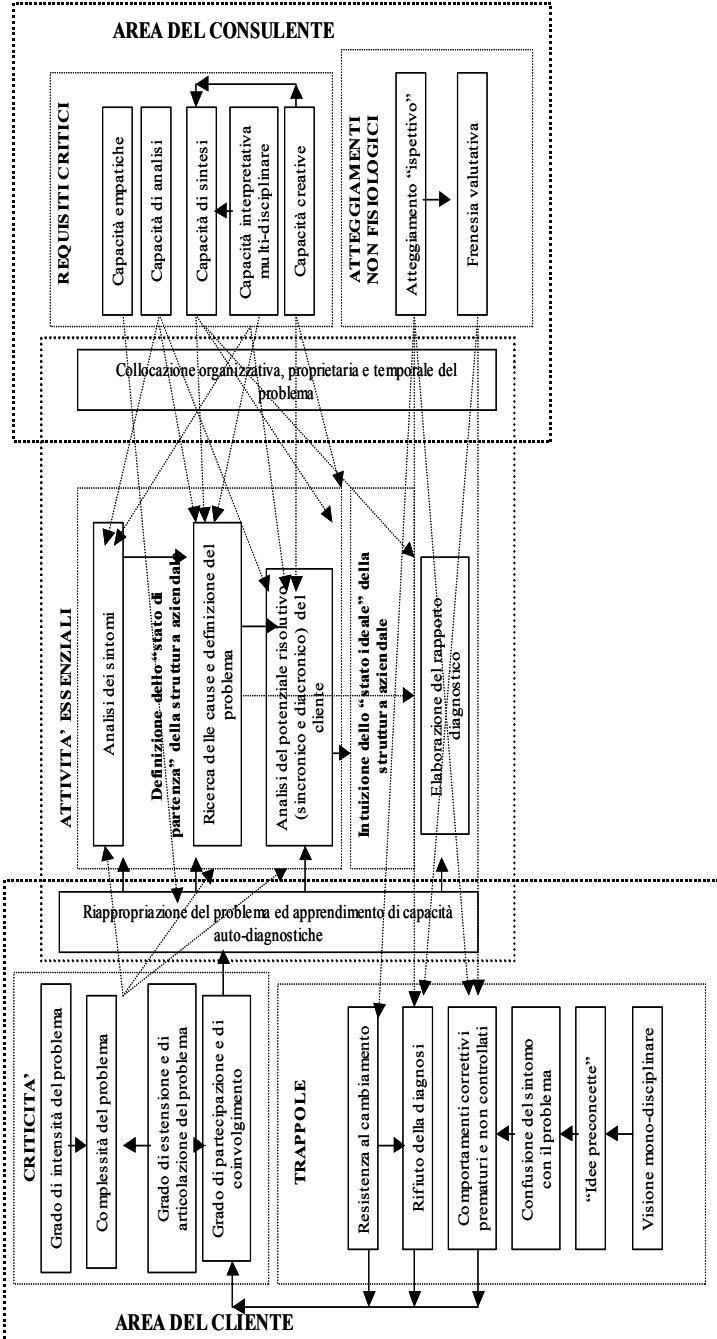 AREA DEL CONSULENTE
REQUISITI CRITICI
Capacità empatiche
Capacità di analisi
Capacità di sintesi
Capacità interpretativa
multi-disciplinare
Capacità creative
ATTEGGIAMENTI
NON FISIOLOGICI
Atteggiamento “ispettivo”
Frenesia valutativa
Collocazione organizzativa, proprietaria e temporale del
problema
ATTIVITA’ ESSENZIALI
Analisi dei sintomi
Definizione dello “stato di
partenza” della struttura aziendale
Ricerca delle cause e definizione del
problema
Analisi del potenziale risolutivo
(sincronico e diacronico) del
cliente
Intuizione dello “stato ideale” della
struttura aziendale
Elaborazione del rapporto
diagnostico
Riappropriazione del problema ed apprendimento di capacità
auto-diagnostiche
CRITICITA’
Grado di intensità del problema
Complessità del problema
Grado di estensione e di
articolazione del problema
Grado di partecipazione e di
coinvolgimento
TRAPPOLE
Resistenza al cambiamento
Rifiuto della diagnosi
Comportamenti correttivi
prematuri e non controllati
Confusione del sintomo
con il problema
“Idee preconcette”
Visione mono-disciplinare
AREA DEL CLIENTE